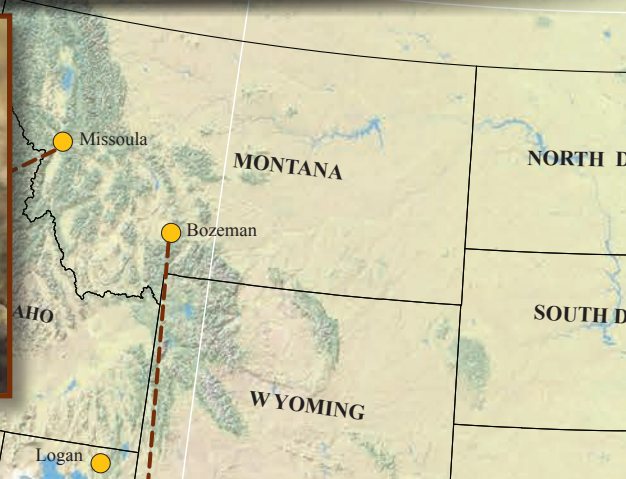 Missoula
MONTANA
NORTH D
Bozeman
AHO
SOUTH D
WYOMING
Logan